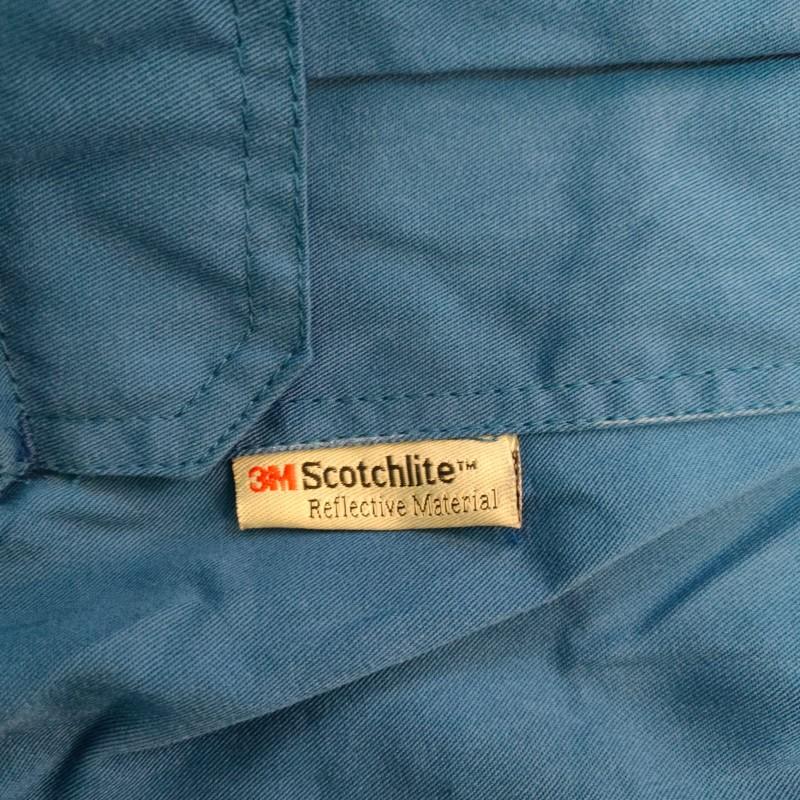 3M Scotchlite™
Reflective Material